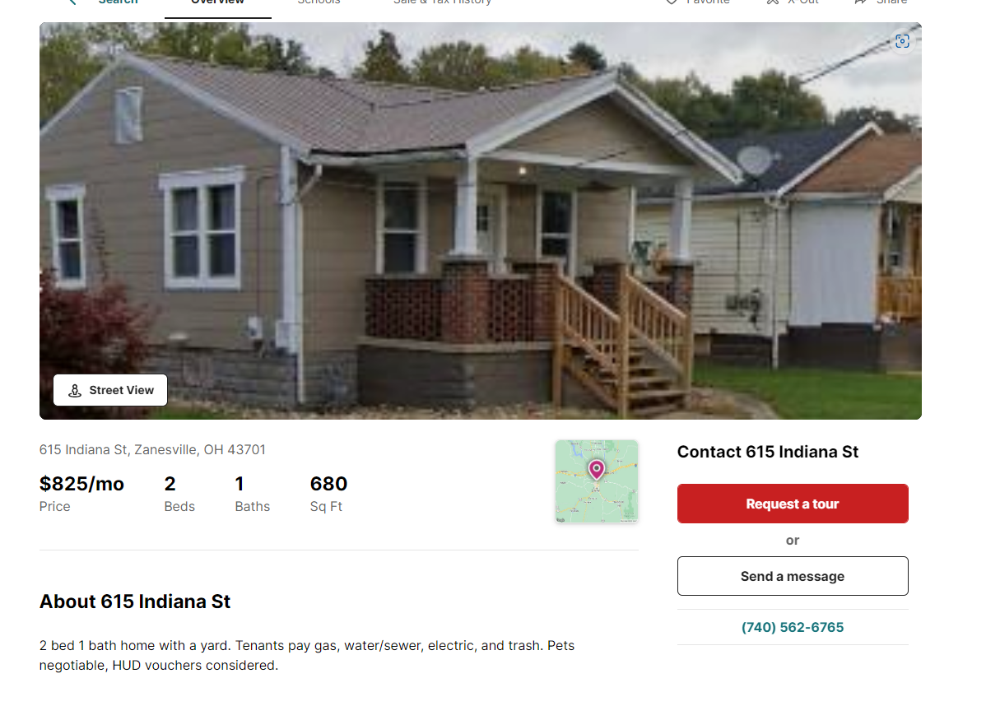 Search
Overview
Schools
Sale & Tax History
Favorite
X-Out
Share
Street View
615 Indiana St, Zanesville, OH 43701
$825/mo
2
1
680
Price
Beds
Baths
Sq Ft
About 615 Indiana St
2 bed 1 bath home with a yard. Tenants pay gas, water/sewer, electric, and trash. Pets
negotiable, HUD vouchers considered.
Contact 615 Indiana St
Request a tour
or
Send a message
(740) 562-6765